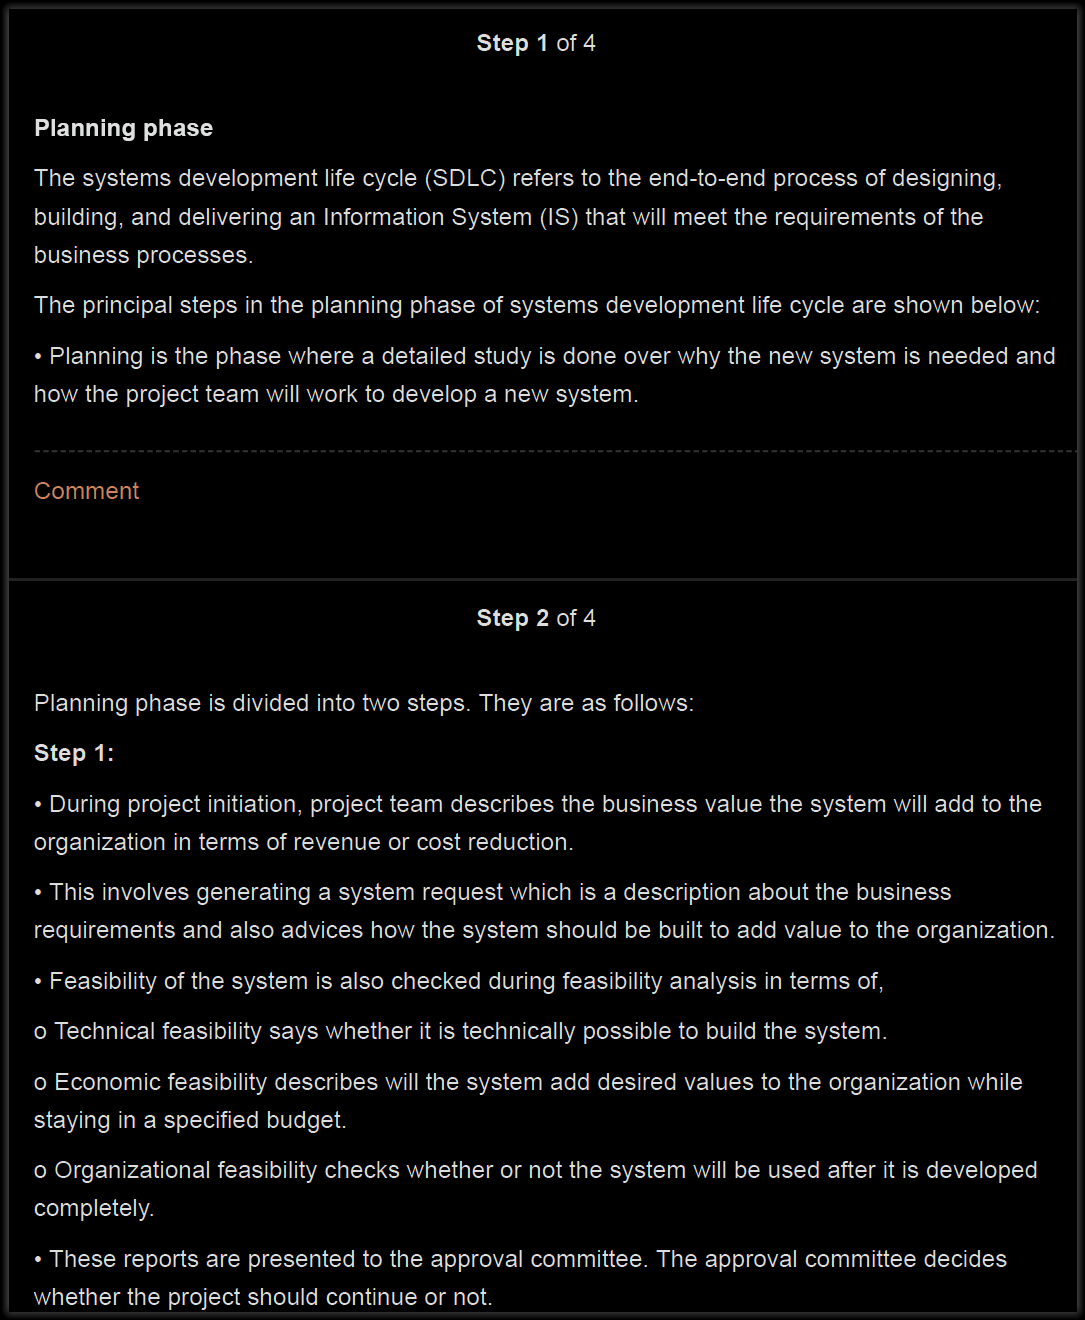 Step 1 of 4
Planning phase
The systems development life cycle (SDLC) refers to the end-to-end process of designing,
building, and delivering an Information System (IS) that will meet the requirements of the
business processes.
The principal steps in the planning phase of systems development life cycle are shown below:
• Planning is the phase where a detailed study is done over why the new system is needed and
how the project team will work to develop a new system.
Comment
Step 2 of 4
Planning phase is divided into two steps. They are as follows:
Step 1:
• During project initiation, project team describes the business value the system will add to the
organization in terms of revenue or cost reduction.
• This involves generating a system request which is a description about the business
requirements and also advices how the system should be built to add value to the organization.
• Feasibility of the system is also checked during feasibility analysis in terms of,
o Technical feasibility says whether it is technically possible to build the system.
o Economic feasibility describes will the system add desired values to the organization while
staying in a specified budget.
o Organizational feasibility checks whether or not the system will be used after it is developed
completely.
• These reports are presented to the approval committee. The approval committee decides
whether the project should continue or not.